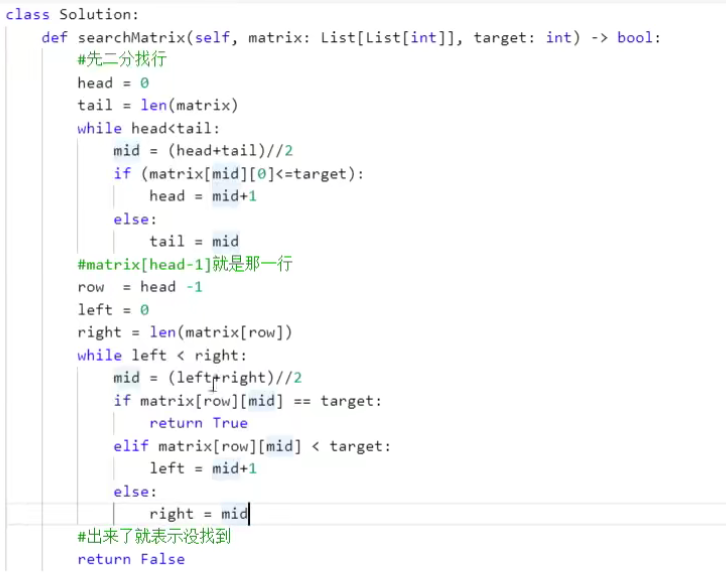 class Solution:
    def searchMatrix(self, matrix: List[List[int]], target: int) -> bool:
        #先二分找行
        head = 0
        tail = len(matrix)
        while head<tail:
            mid = (head+tail)//2
            if (matrix[mid][0]<=target):
                head = mid+1
            else:
                tail = mid
        #matrix[head-1]就是那一行
        row  = head -1
        left = 0
        right = len(matrix[row])
        while left < right:
            mid = (left+right)//2
            if matrix[row][mid] == target:
                return True
            elif matrix[row][mid] < target:
                left = mid+1
            else:
                right = mid
        #出来了就表示没找到
        return False